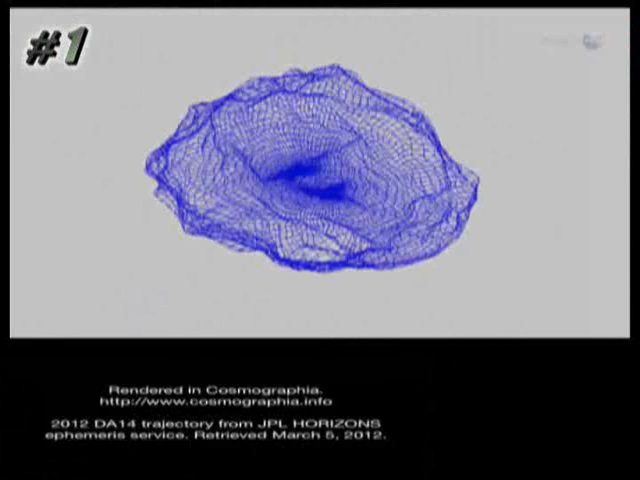 #1
Rendered in Cosmographia.
http://www.cosmographia.info
2012 DA14 trajectory from JPL HORIZONS
ephemeris service. Retrieved March 5, 2012.